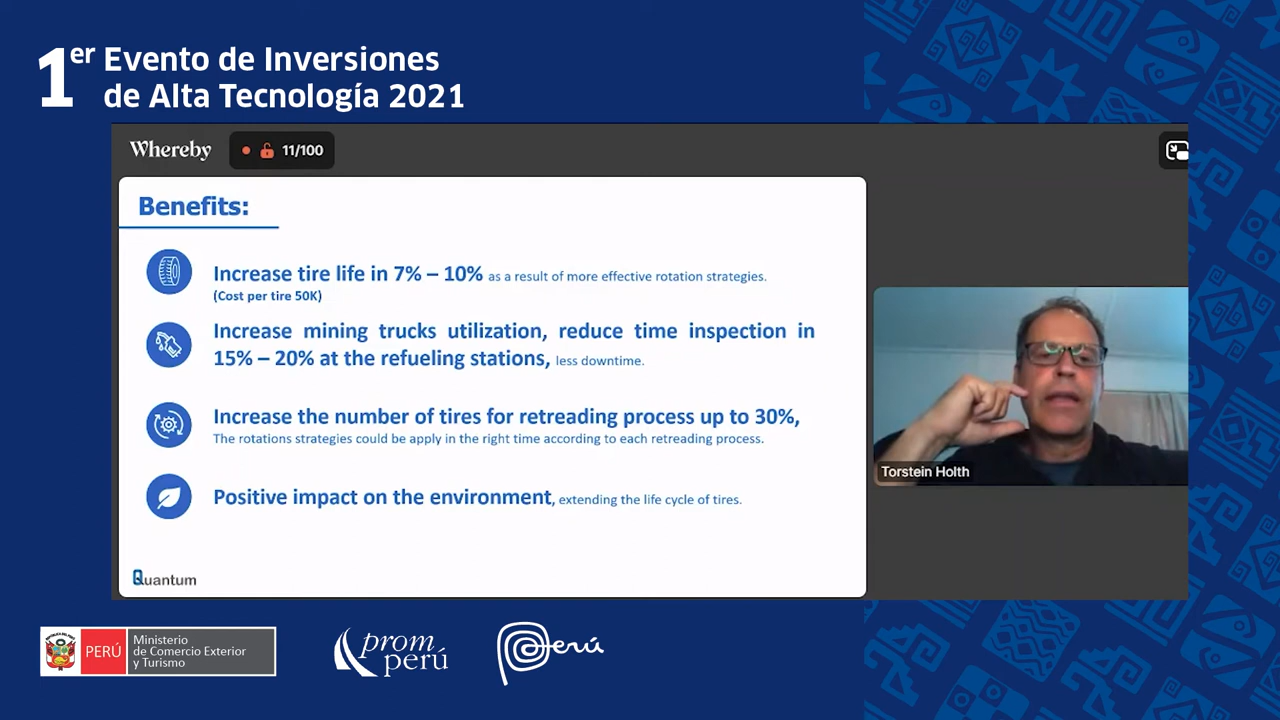 1er Evento de Inversiones
de Alta Tecnología 2021
Whereby
11/100
Benefits:
Increase tire life in 7% – 10% as a result of more effective rotation strategies.
(Cost per tire 50K)
Increase mining trucks utilization, reduce time inspection in
15% – 20% at the refueling stations, less downtime.
Increase the number of tires for retreading process up to 30%,
The rotations strategies could be apply in the right time according to each retreading process.
Positive impact on the environment, extending the life cycle of tires.
Quantum
Torstein Holth
PERÚ
Ministerio
de Comercio Exterior
y Turismo
prom
perú
Perú